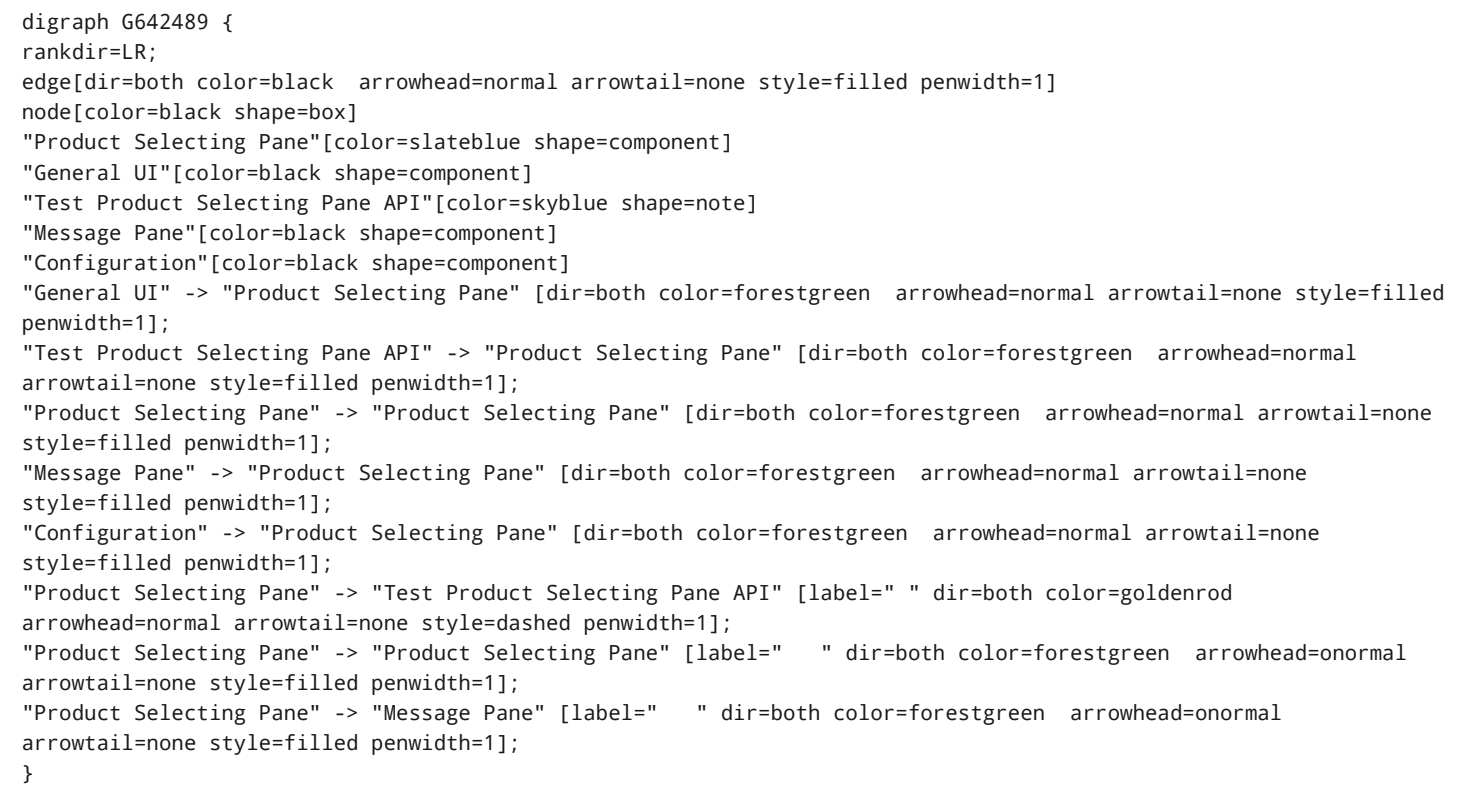 digraph G642489 {
rankdir=LR;
edge[dir=both color=black  arrowhead=normal arrowtail=none style=filled penwidth=1]
node[color=black shape=box]
"Product Selecting Pane"[color=slateblue shape=component]
"General UI"[color=black shape=component]
"Test Product Selecting Pane API"[color=skyblue shape=note]
"Message Pane"[color=black shape=component]
"Configuration"[color=black shape=component]
"General UI" -> "Product Selecting Pane" [dir=both color=forestgreen  arrowhead=normal arrowtail=none style=filled
penwidth=1];
"Test Product Selecting Pane API" -> "Product Selecting Pane" [dir=both color=forestgreen  arrowhead=normal
arrowtail=none style=filled penwidth=1];
"Product Selecting Pane" -> "Product Selecting Pane" [dir=both color=forestgreen  arrowhead=normal arrowtail=none
style=filled penwidth=1];
"Message Pane" -> "Product Selecting Pane" [dir=both color=forestgreen  arrowhead=normal arrowtail=none
style=filled penwidth=1];
"Configuration" -> "Product Selecting Pane" [dir=both color=forestgreen  arrowhead=normal arrowtail=none
style=filled penwidth=1];
"Product Selecting Pane" -> "Test Product Selecting Pane API" [label=" " dir=both color=goldenrod
arrowhead=normal arrowtail=none style=dashed penwidth=1];
"Product Selecting Pane" -> "Product Selecting Pane" [label="   " dir=both color=forestgreen  arrowhead=onormal
arrowtail=none style=filled penwidth=1];
"Product Selecting Pane" -> "Message Pane" [label="   " dir=both color=forestgreen  arrowhead=onormal
arrowtail=none style=filled penwidth=1];
}